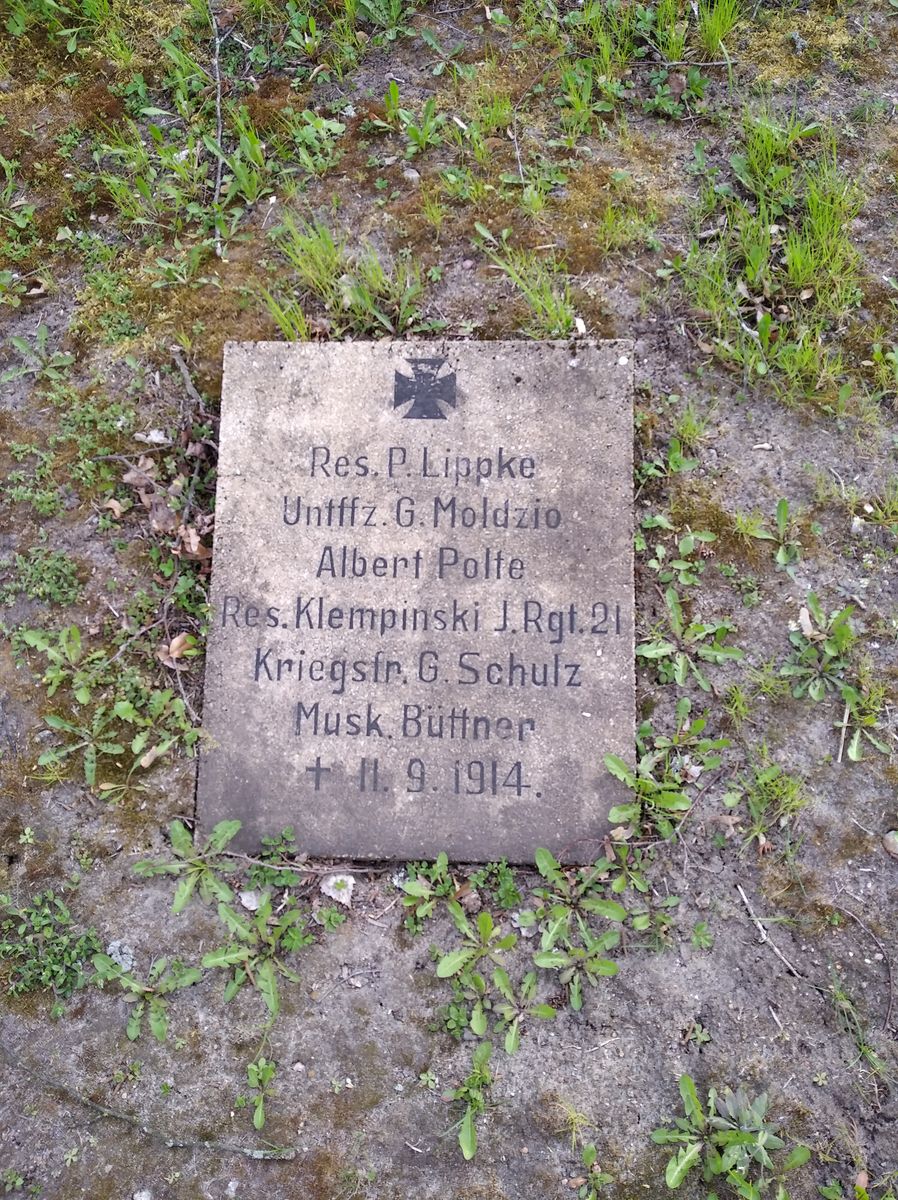 Res. P. Lippke
Untffz. G. Moldzio
Albert Polte
Res. Klempinski J. Rgt. 21
Kriegsfr. G. Schulz
Musk. Büttner
† 11. 9. 1914.